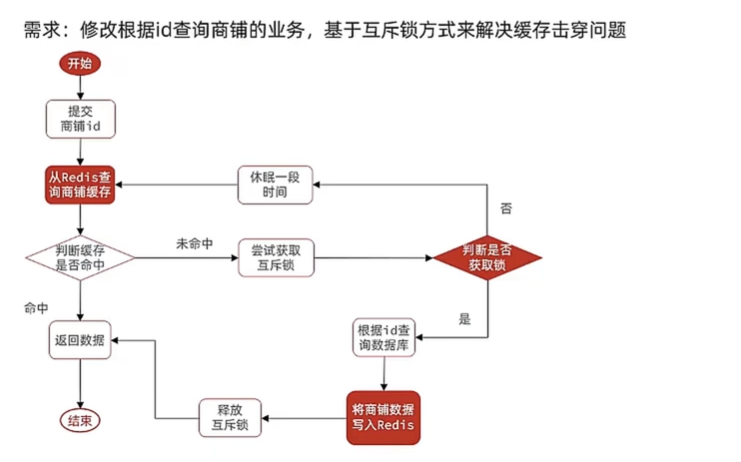 需求：修改根据id查询商铺的业务，基于互斥锁方式来解决缓存击穿问题
开始
提交
商铺id
从Redis查
询商铺缓存
休眠一段
时间
否
判断缓存
是否命中
未命中
尝试获取
互斥锁
判断是否
获取锁
命中
是
返回数据
根据id查
询数据库
结束
释放
互斥锁
将商铺数据
写入Redis